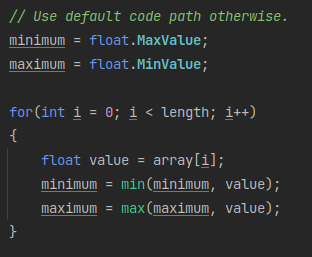 // Use default code path otherwise.
minimum = float.MaxValue;
maximum = float.MinValue;
for(int i = 0; i < length; i++)
{
float value = array[i];
minimum = min(minimum, value);
maximum = max(maximum, value);
}